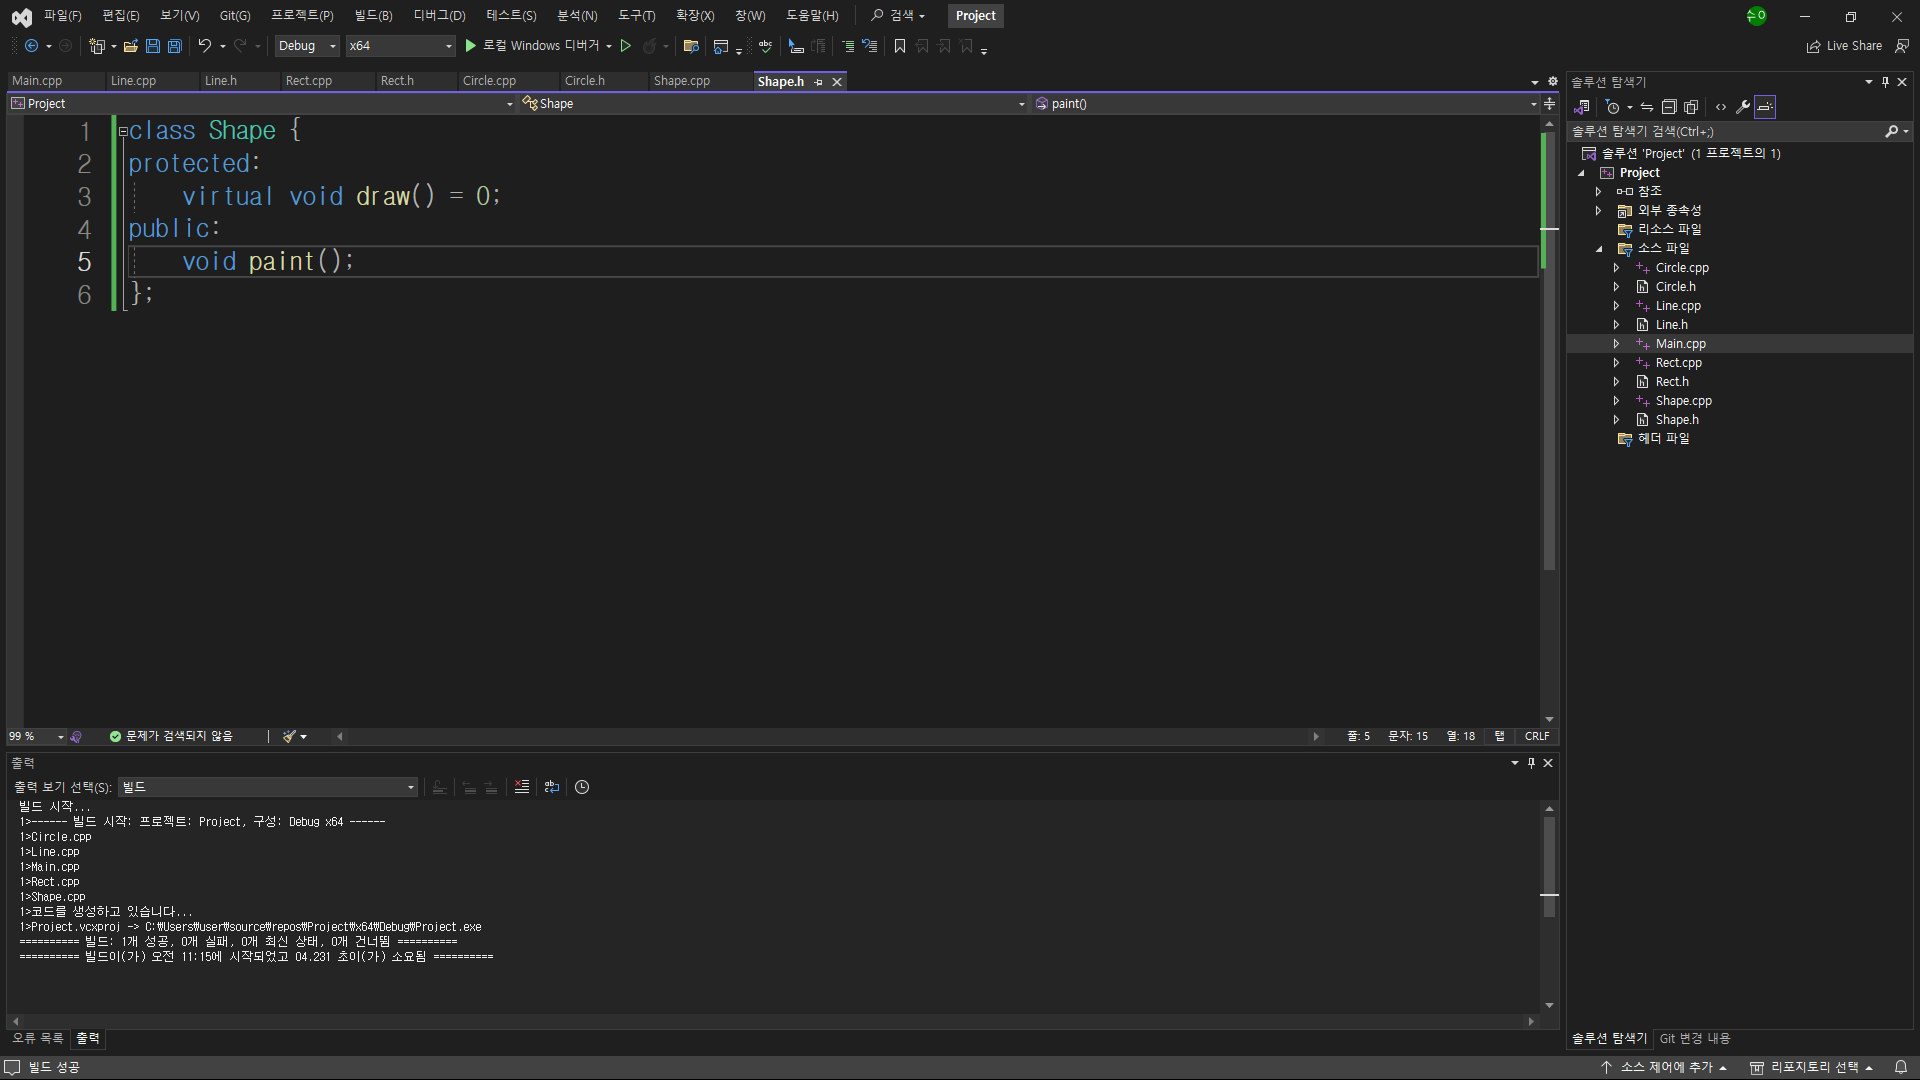 파일(F) 편집(E) 보기(V) Git(G) 프로젝트(P) 빌드(B) 디버그(D) 테스트(S) 분석(N) 도구(T) 확장(X) 창(W) 도움말(H) 검색 Project
Debug x64 로컬 Windows 디버거 Live Share
Main.cpp Line.cpp Line.h Rect.cpp Rect.h Circle.cpp Circle.h Shape.cpp Shape.h
Project Shape paint()
1 class Shape {
2 protected:
3 virtual void draw() = 0;
4 public:
5 void paint();
6 };
99 % 문제가 검색되지 않음 줄: 5 문자: 15 열: 18 탭 CRLF
출력
출력 보기 선택(S): 빌드
빌드 시작...
1>------ 빌드 시작: 프로젝트: Project, 구성: Debug x64 ------
1>Circle.cpp
1>Line.cpp
1>Main.cpp
1>Rect.cpp
1>Shape.cpp
1>코드를 생성하고 있습니다...
1>Project.vcxproj -> C:₩Users₩user₩source₩repos₩Project₩x64₩Debug₩Project.exe
========== 빌드: 1개 성공, 0개 실패, 0개 최신 상태, 0개 건너뜀 ==========
========== 빌드이(가) 오전 11:15에 시작되었고 04.231 초이(가) 소요됨 ==========
오류 목록 출력
솔루션 탐색기
솔루션 탐색기 검색(Ctrl+;)
솔루션 'Project' (1 프로젝트의 1)
Project
참조
외부 종속성
리소스 파일
소스 파일
Circle.cpp
Circle.h
Line.cpp
Line.h
Main.cpp
Rect.cpp
Rect.h
Shape.cpp
Shape.h
헤더 파일
솔루션 탐색기 Git 변경 내용
빌드 성공 소스 제어에 추가 리포지토리 선택